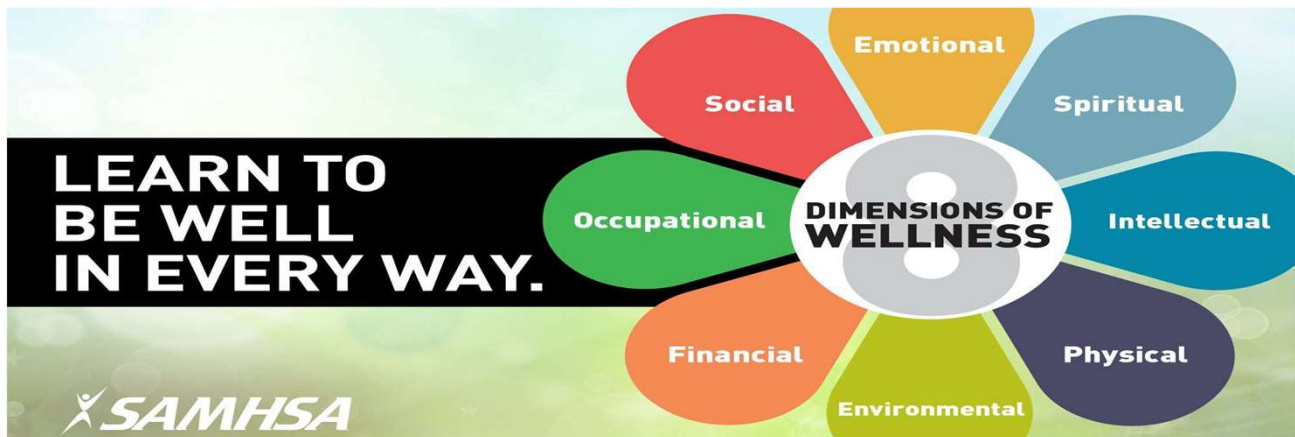 LEARN TO
BE WELL
IN EVERY WAY.
SAMHSA
8
DIMENSIONS OF
WELLNESS
Emotional
Spiritual
Intellectual
Physical
Environmental
Financial
Occupational
Social